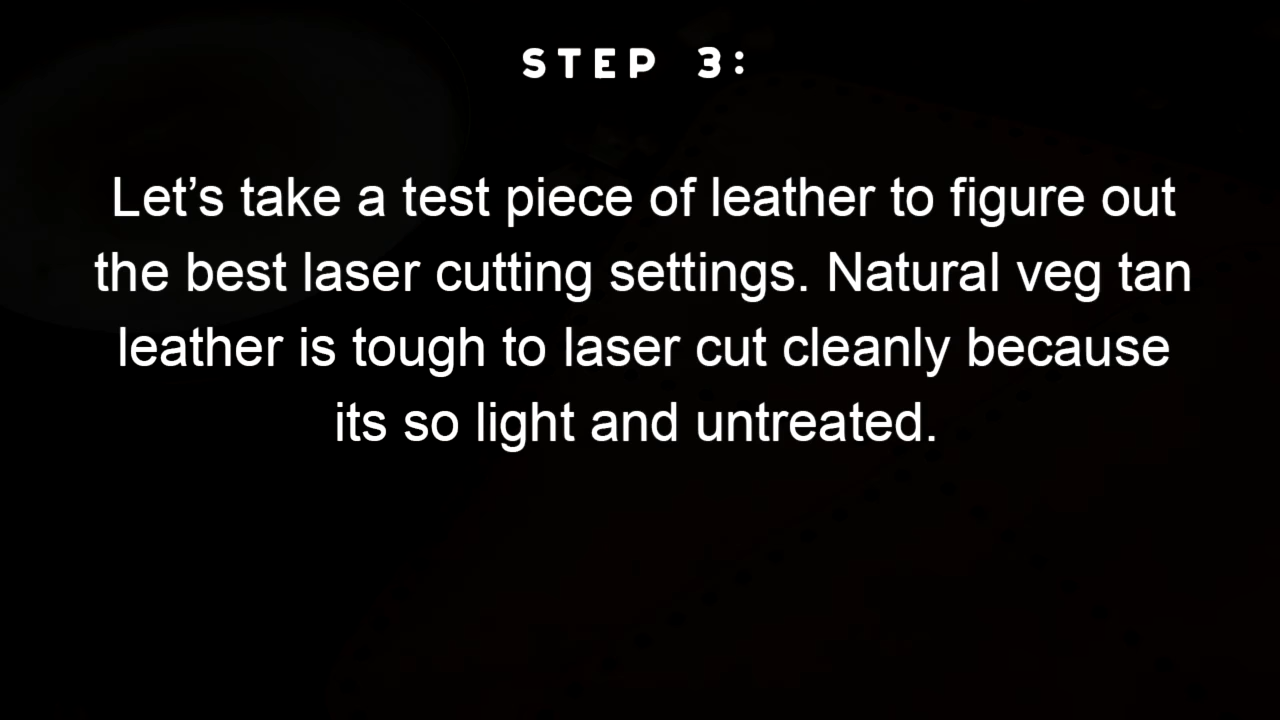 STEP 3:
Let’s take a test piece of leather to figure out
the best laser cutting settings. Natural veg tan
leather is tough to laser cut cleanly because
its so light and untreated.